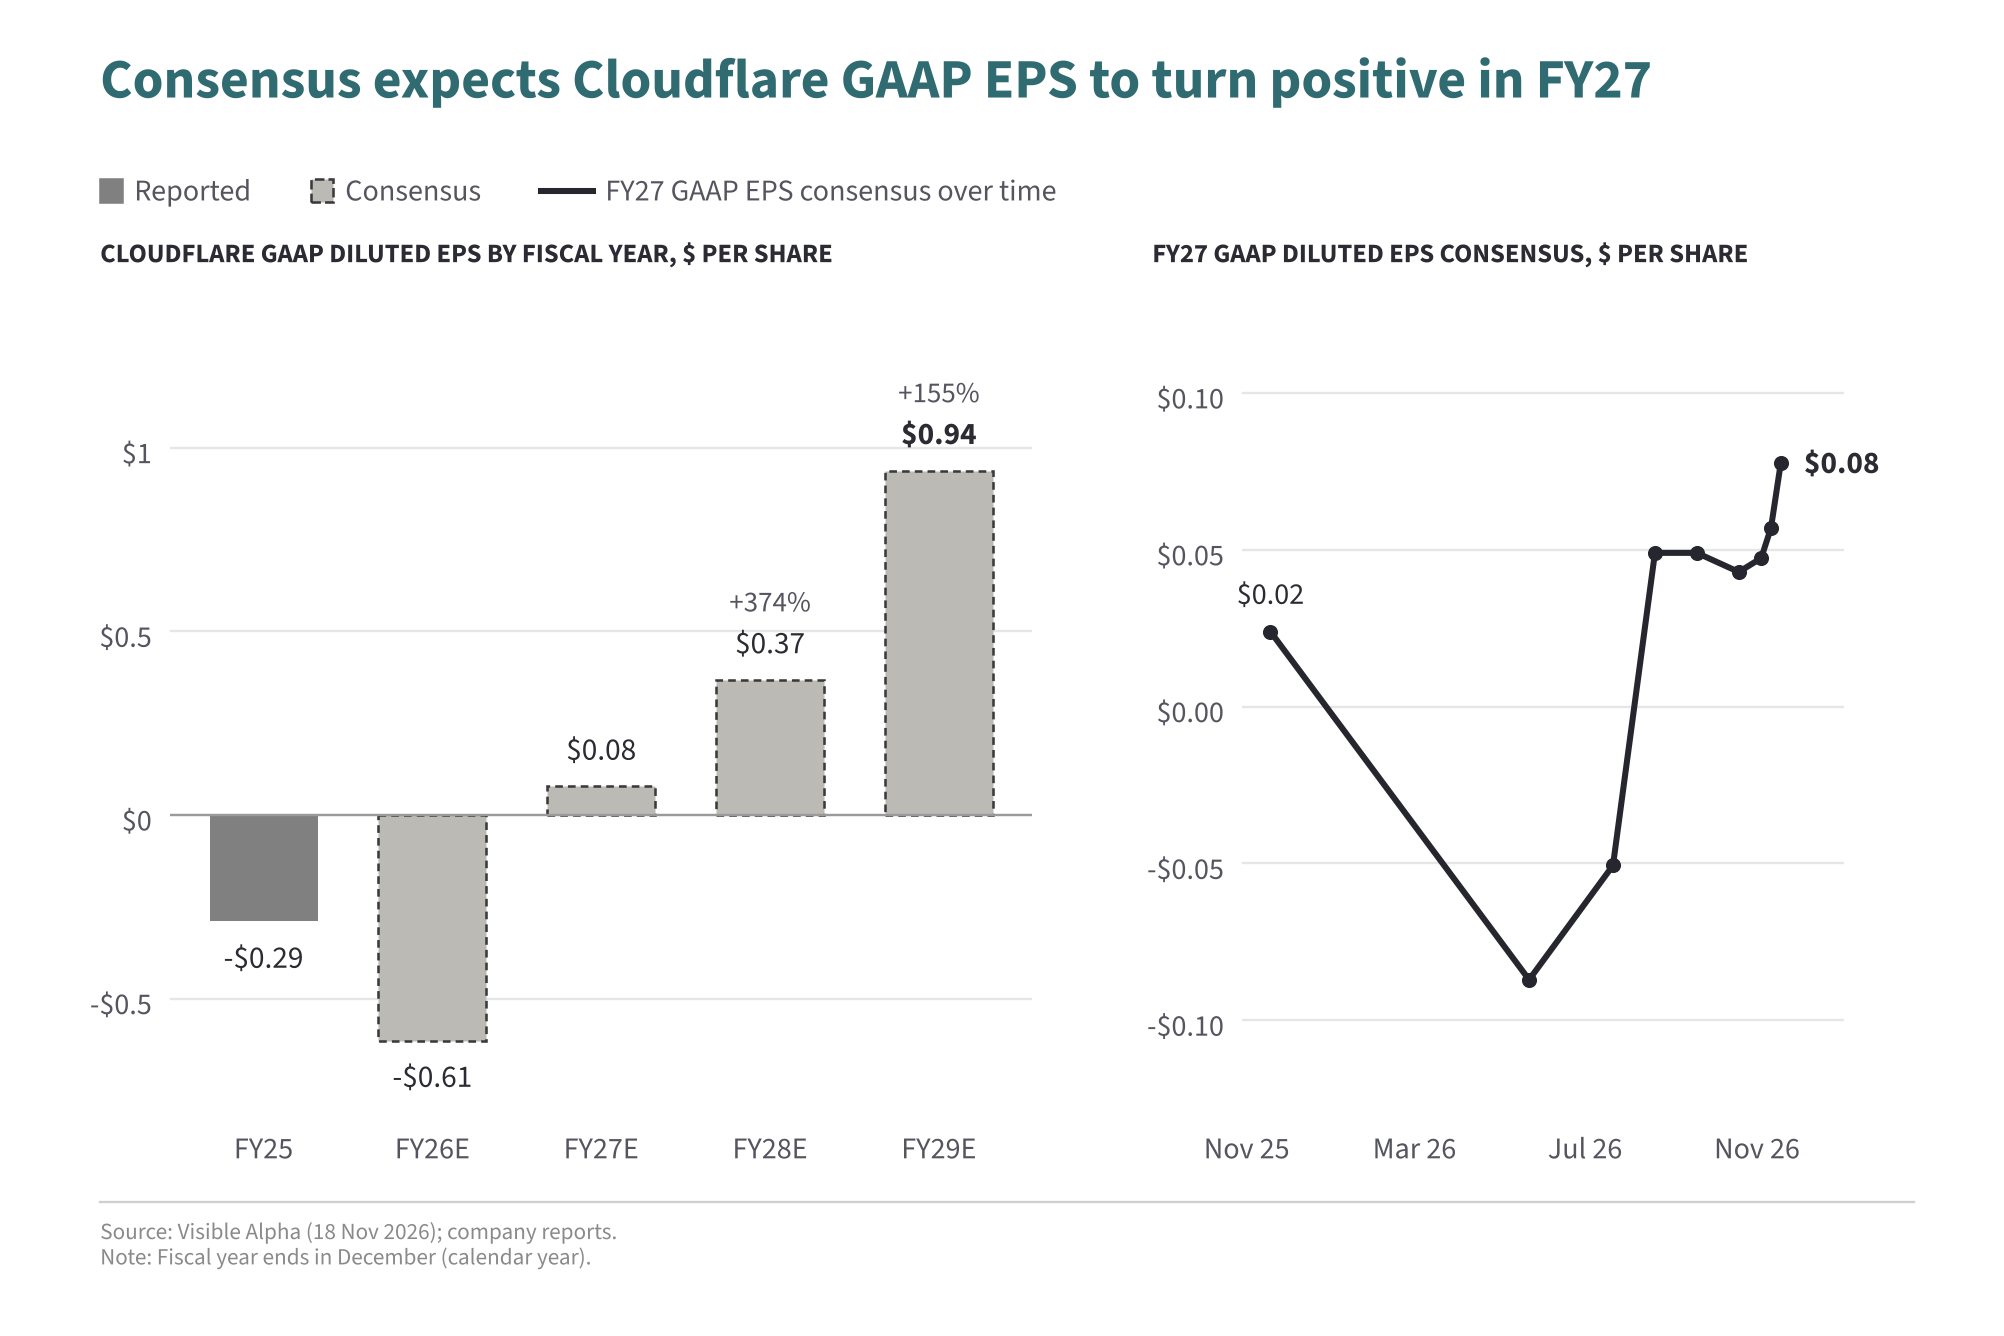 Consensus expects Cloudflare GAAP EPS to turn positive in FY27
Reported
Consensus
FY27 GAAP EPS consensus over time
CLOUDFLARE GAAP DILUTED EPS BY FISCAL YEAR, $ PER SHARE
$1
$0.5
$0
-$0.5
-$0.29
-$0.61
$0.08
+374%
$0.37
+155%
$0.94
FY25
FY26E
FY27E
FY28E
FY29E
FY27 GAAP DILUTED EPS CONSENSUS, $ PER SHARE
$0.10
$0.05
$0.00
-$0.05
-$0.10
$0.02
$0.08
Nov 25
Mar 26
Jul 26
Nov 26
Source: Visible Alpha (18 Nov 2026); company reports.
Note: Fiscal year ends in December (calendar year).